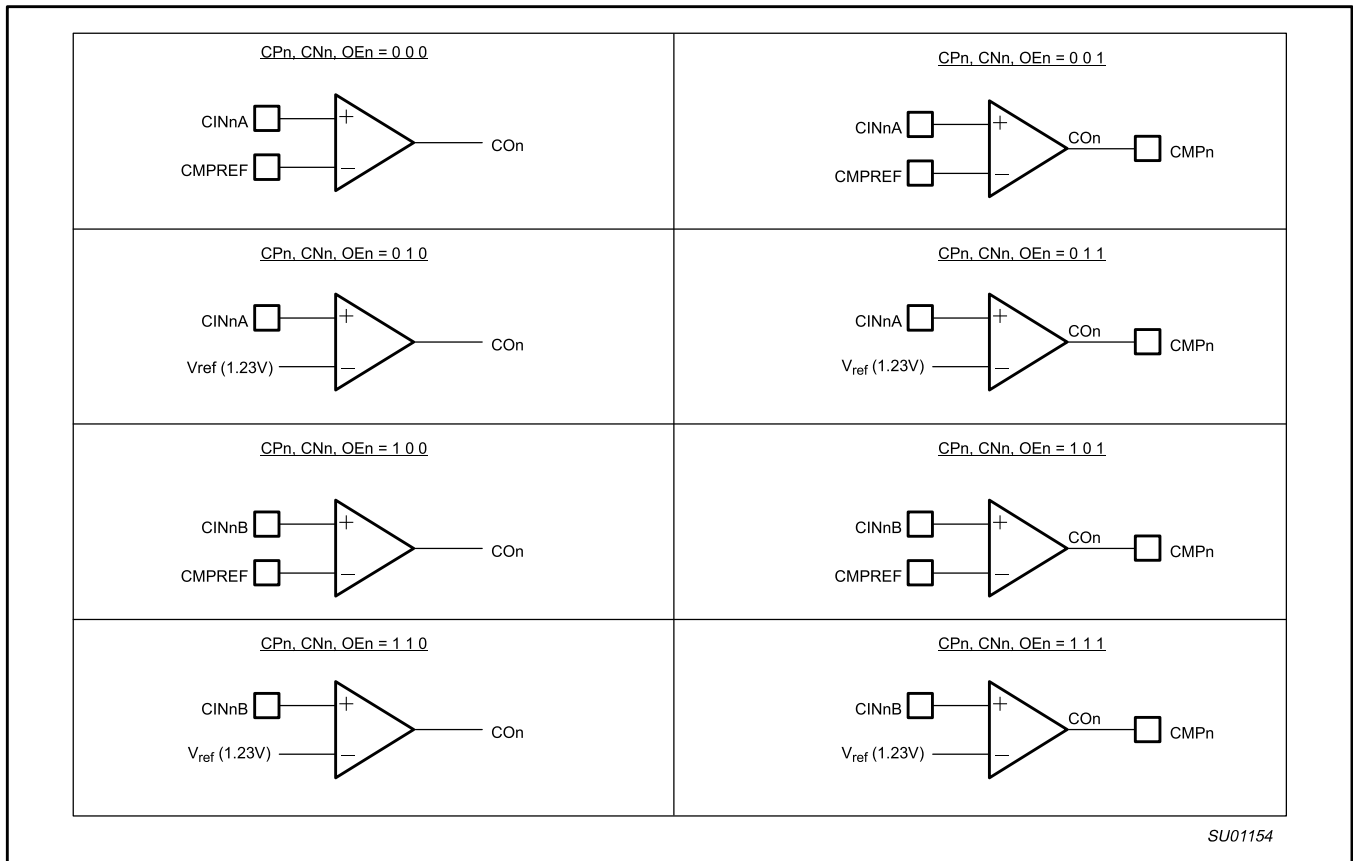 CPn, CNn, OEn = 0 0 0
CINnA
+
CMPREF
–
COn
CPn, CNn, OEn = 0 0 1
CINnA
+
CMPREF
–
COn
CMPn
CPn, CNn, OEn = 0 1 0
CINnA
+
Vref (1.23V)
–
COn
CPn, CNn, OEn = 0 1 1
CINnA
+
Vref (1.23V)
–
COn
CMPn
CPn, CNn, OEn = 1 0 0
CINnB
+
CMPREF
–
COn
CPn, CNn, OEn = 1 0 1
CINnB
+
CMPREF
–
COn
CMPn
CPn, CNn, OEn = 1 1 0
CINnB
+
Vref (1.23V)
–
COn
CPn, CNn, OEn = 1 1 1
CINnB
+
Vref (1.23V)
–
COn
CMPn
SU01154